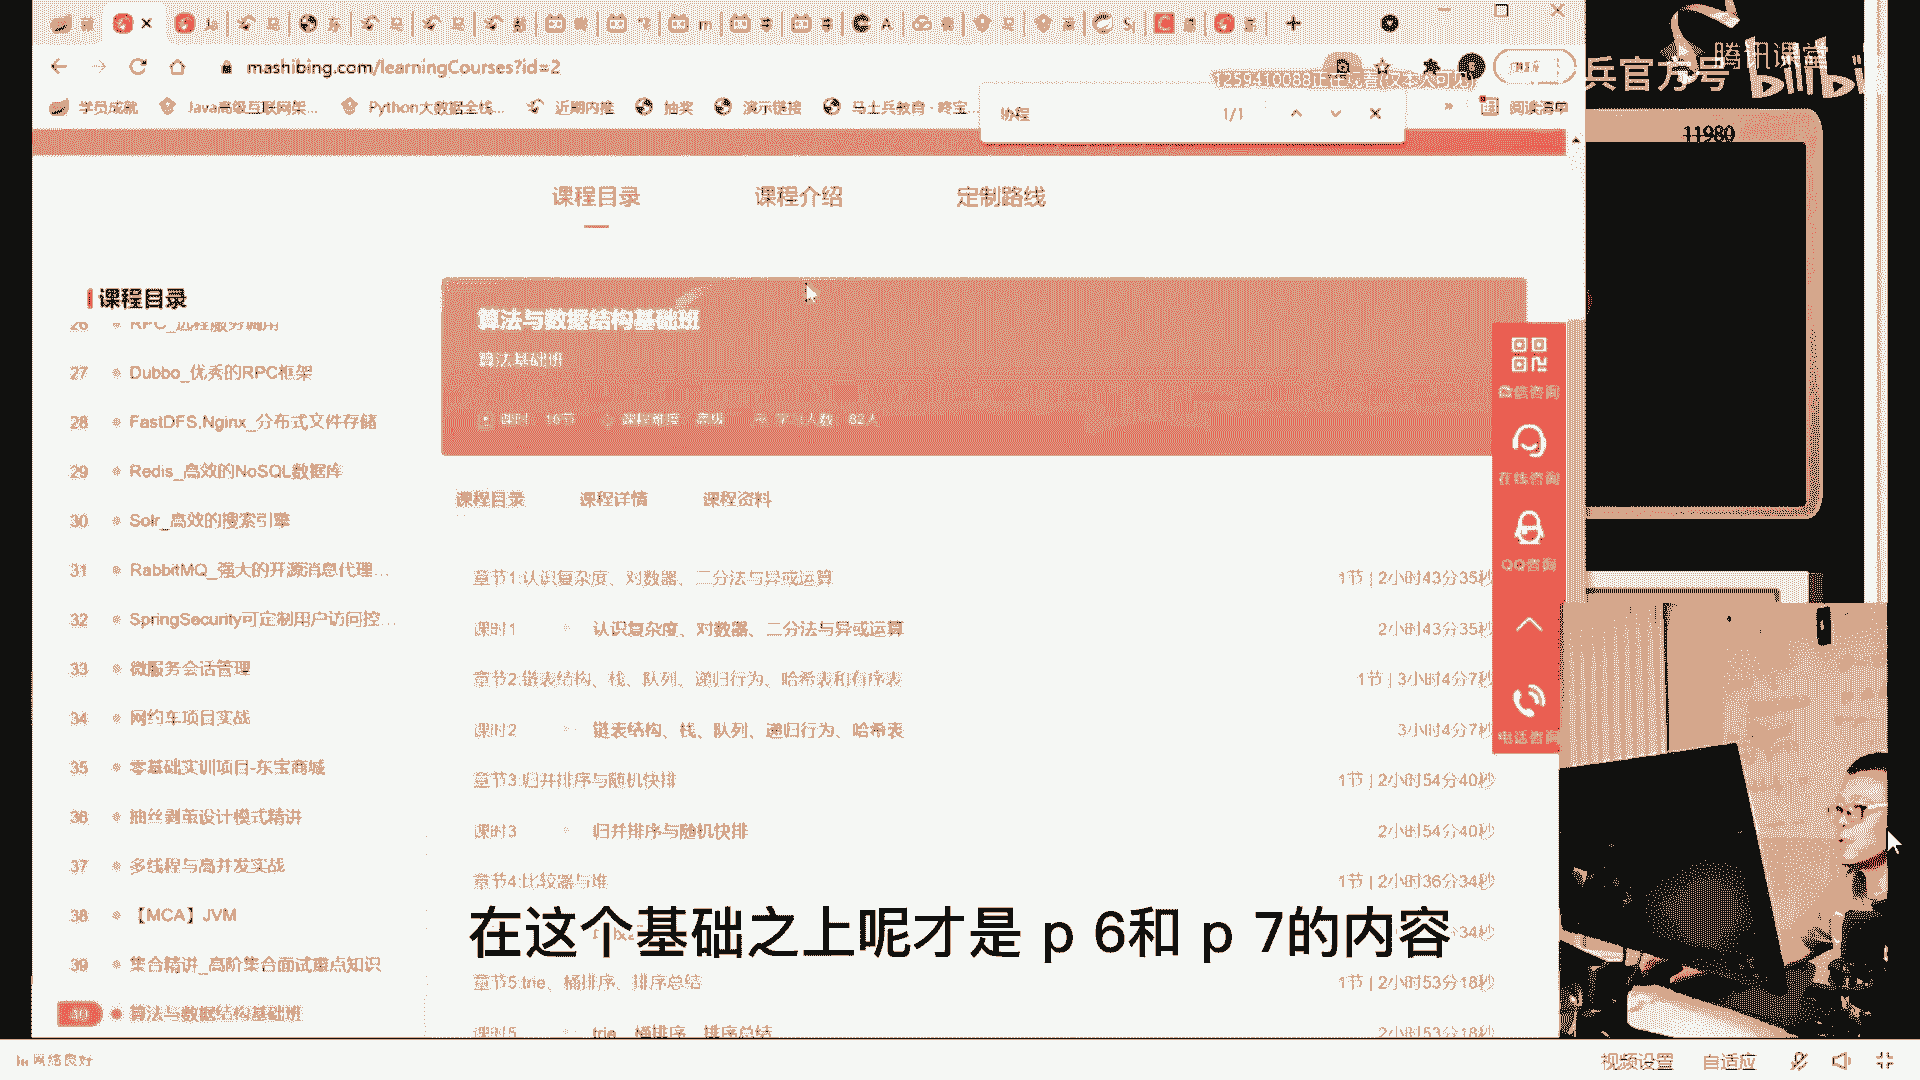 mashibing.com/learningCourses?id=2
学员成就 Java高级互联网架... Python大数据全栈... 近期内推 抽奖 演示链接 马士兵教育 - 咚宝... » 阅读清单
协程 1/1
腾讯课堂
兵官方号 bilibi
11980
课程目录 课程介绍 定制路线
课程目录
26 RPC_远程服务调用
27 Dubbo_优秀的RPC框架
28 FastDFS,Nginx_分布式文件存储
29 Redis_高效的NoSQL数据库
30 Solr_高效的搜索引擎
31 RabbitMQ_强大的开源消息代理...
32 SpringSecurity可定制用户访问控...
33 微服务会话管理
34 网约车项目实战
35 零基础实训项目-东宝商城
36 抽丝剥茧设计模式精讲
37 多线程与高并发实战
38 【MCA】JVM
39 集合精讲_高阶集合面试重点知识
40 算法与数据结构基础班
算法与数据结构基础班
算法基础班
课时 16节 课程难度 高级 学习人数 82人
课程目录 课程详情 课程资料
章节1:认识复杂度、对数器、二分法与异或运算 1节 | 2小时43分35秒
课时1 认识复杂度、对数器、二分法与异或运算 2小时43分35秒
章节2:链表结构、栈、队列、递归行为、哈希表和有序表 1节 | 3小时4分7秒
课时2 链表结构、栈、队列、递归行为、哈希表 3小时4分7秒
章节3:归并排序与随机快排 1节 | 2小时54分40秒
课时3 归并排序与随机快排 2小时54分40秒
章节4:比较器与堆 1节 | 2小时36分34秒
章节5:trie、桶排序、排序总结 1节 | 2小时53分18秒
课时5 trie、桶排序、排序总结 2小时53分18秒
微信咨询
在线咨询
QQ咨询
电话咨询
在这个基础之上呢才是 p 6和 p 7的内容
网络良好
视频设置 自适应